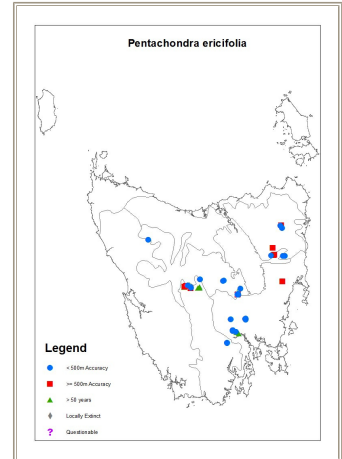 Pentachondra ericifolia
Legend
< 500m Accuracy
>= 500m Accuracy
> 50 years
Locally Extinct
? Questionable